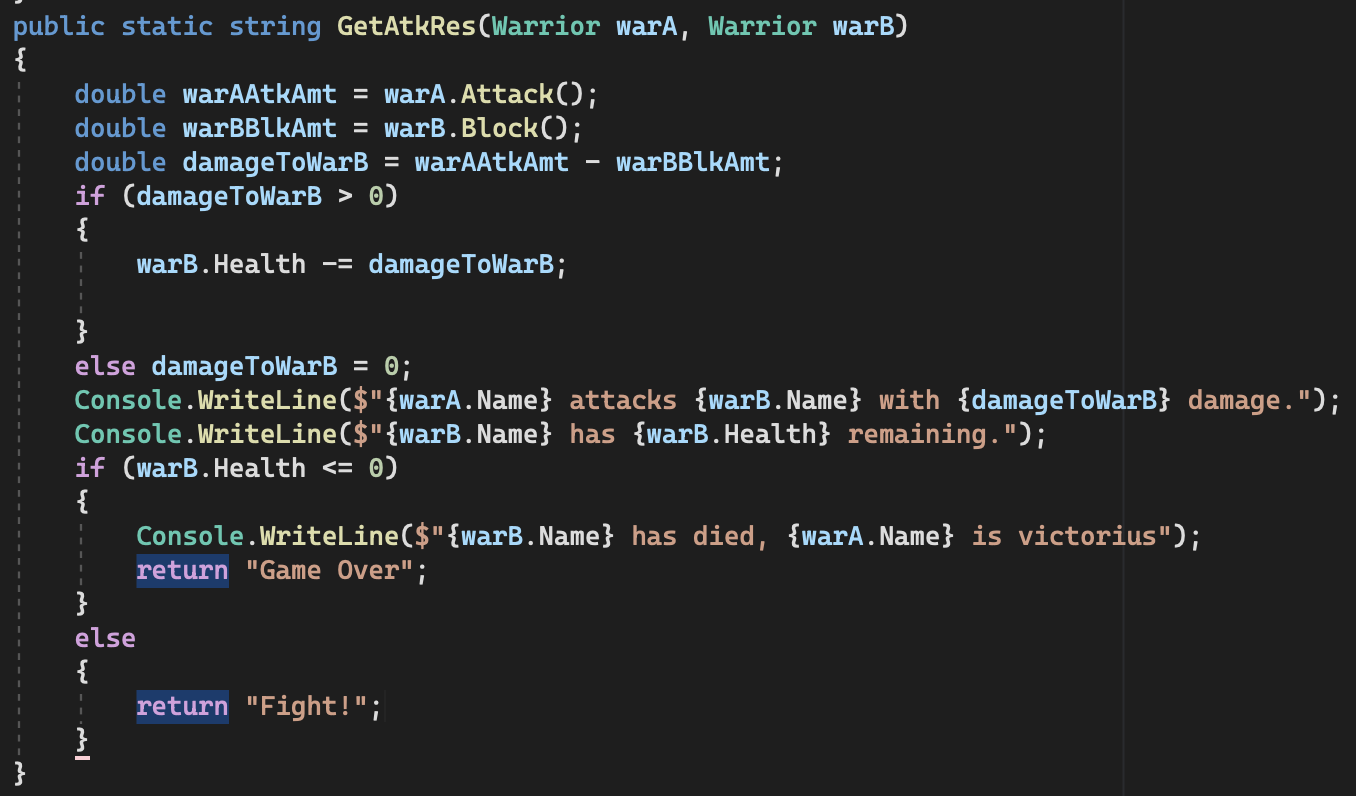 public static string GetAtkRes(Warrior warA, Warrior warB)
{
    double warAAtkAmt = warA.Attack();
    double warBBlkAmt = warB.Block();
    double damageToWarB = warAAtkAmt - warBBlkAmt;
    if (damageToWarB > 0)
    {
        warB.Health -= damageToWarB;

    }
    else damageToWarB = 0;
    Console.WriteLine($"{warA.Name} attacks {warB.Name} with {damageToWarB} damage.");
    Console.WriteLine($"{warB.Name} has {warB.Health} remaining.");
    if (warB.Health <= 0)
    {
        Console.WriteLine($"{warB.Name} has died, {warA.Name} is victorius");
        return "Game Over";
    }
    else
    {
        return "Fight!";
    }
}